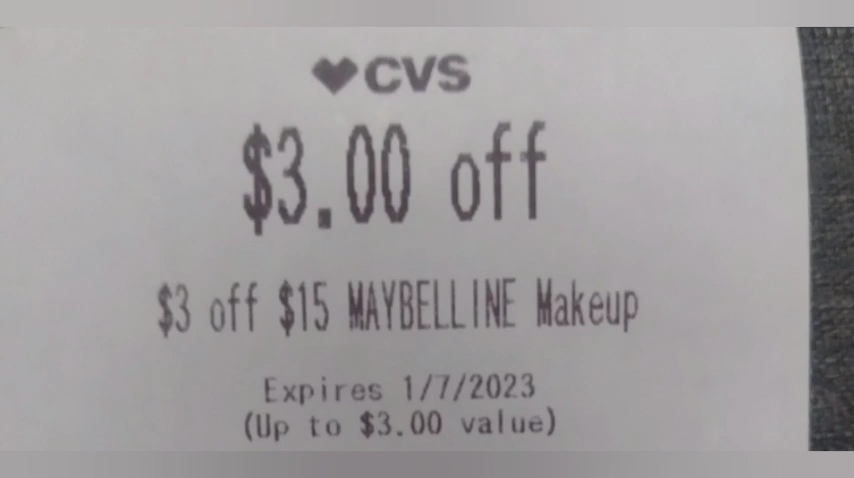 CVS
$3.00 off
$3 off $15 MAYBELLINE Makeup
Expires 1/7/2023
(Up to $3.00 value)